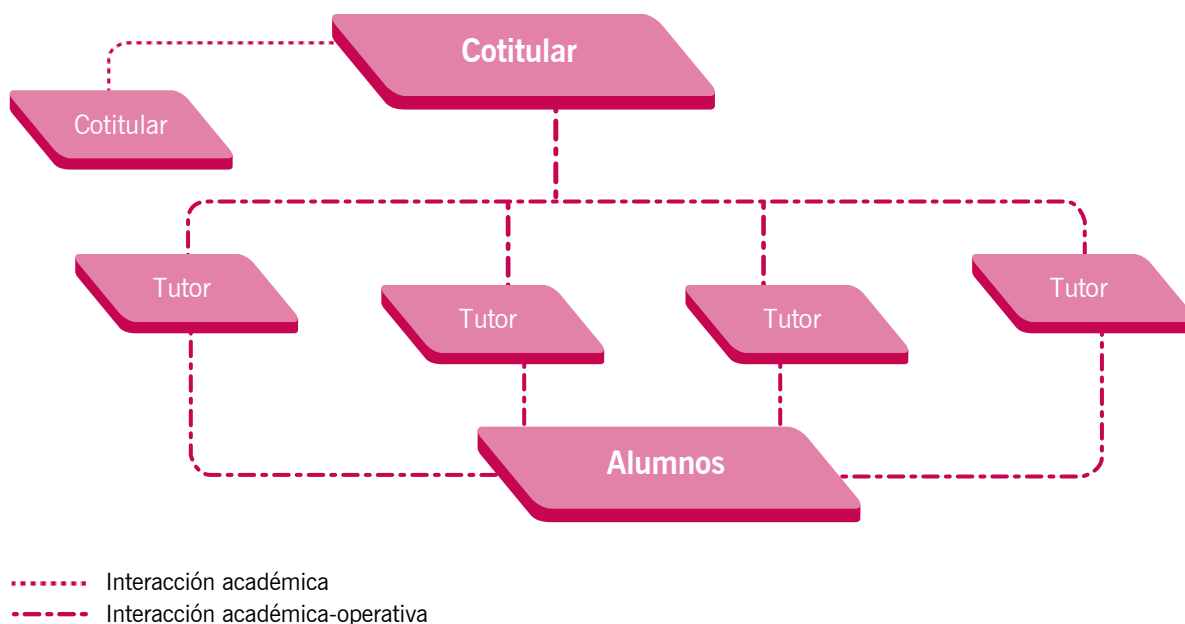 Cotitular
Cotitular
Tutor
Tutor
Tutor
Tutor
Alumnos
Interacción académica
Interacción académica-operativa